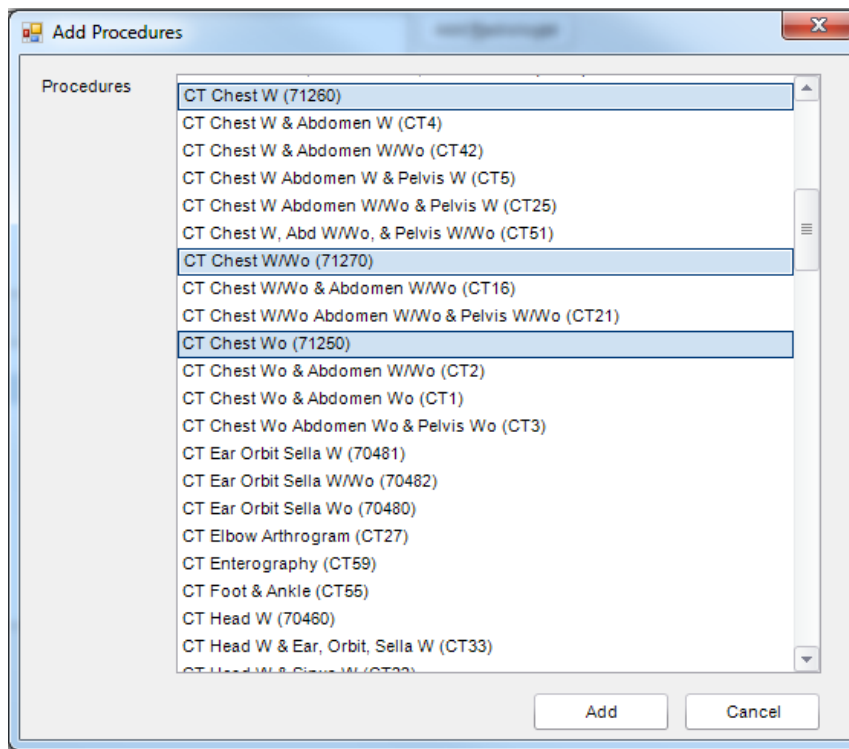 Add Procedures
Procedures
CT Chest W (71260)
CT Chest W & Abdomen W (CT4)
CT Chest W & Abdomen W/Wo (CT42)
CT Chest W Abdomen W & Pelvis W (CT5)
CT Chest W Abdomen W/Wo & Pelvis W (CT25)
CT Chest W, Abd W/Wo, & Pelvis W/Wo (CT51)
CT Chest W/Wo (71270)
CT Chest W/Wo & Abdomen W/Wo (CT16)
CT Chest W/Wo Abdomen W/Wo & Pelvis W/Wo (CT21)
CT Chest Wo (71250)
CT Chest Wo & Abdomen W/Wo (CT2)
CT Chest Wo & Abdomen Wo (CT1)
CT Chest Wo Abdomen Wo & Pelvis Wo (CT3)
CT Ear Orbit Sella W (70481)
CT Ear Orbit Sella W/Wo (70482)
CT Ear Orbit Sella Wo (70480)
CT Elbow Arthrogram (CT27)
CT Enterography (CT59)
CT Foot & Ankle (CT55)
CT Head W (70460)
CT Head W & Ear, Orbit, Sella W (CT33)
CT Head W & Sinus W
Add Cancel